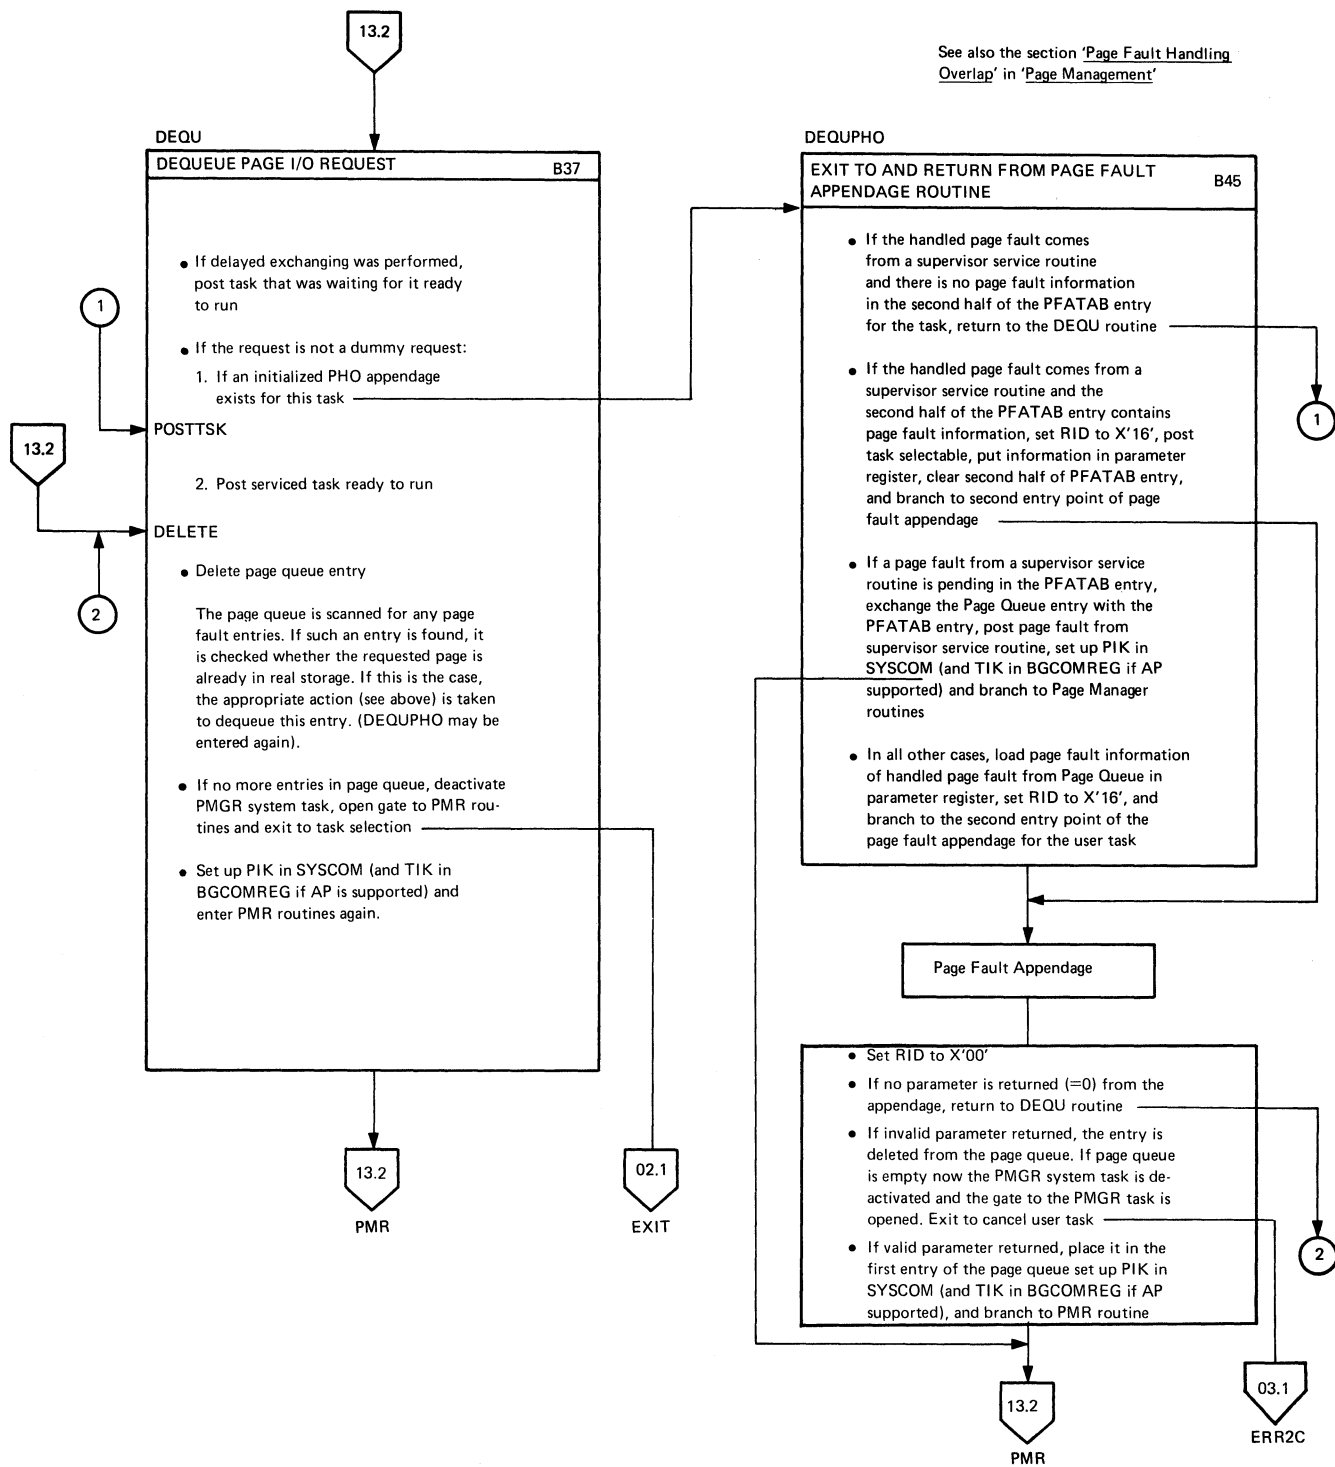 13.2
See also the section 'Page Fault Handling
Overlap' in 'Page Management'
DEQU
DEQUEUE PAGE I/O REQUEST B37
• If delayed exchanging was performed,
post task that was waiting for it ready
to run
1
• If the request is not a dummy request:
1. If an initialized PHO appendage
exists for this task
POSTTSK
13.2
2. Post serviced task ready to run
DELETE
• Delete page queue entry
2
The page queue is scanned for any page
fault entries. If such an entry is found, it
is checked whether the requested page is
already in real storage. If this is the case,
the appropriate action (see above) is taken
to dequeue this entry. (DEQUPHO may be
entered again).
• If no more entries in page queue, deactivate
PMGR system task, open gate to PMR rou-
tines and exit to task selection
• Set up PIK in SYSCOM (and TIK in
BGCOMREG if AP is supported) and
enter PMR routines again.
13.2
PMR
02.1
EXIT
DEQUPHO
EXIT TO AND RETURN FROM PAGE FAULT
APPENDAGE ROUTINE B45
• If the handled page fault comes
from a supervisor service routine
and there is no page fault information
in the second half of the PFATAB entry
for the task, return to the DEQU routine
1
• If the handled page fault comes from a
supervisor service routine and the
second half of the PFATAB entry contains
page fault information, set RID to X'16', post
task selectable, put information in parameter
register, clear second half of PFATAB entry,
and branch to second entry point of page
fault appendage
• If a page fault from a supervisor service
routine is pending in the PFATAB entry,
exchange the Page Queue entry with the
PFATAB entry, post page fault from
supervisor service routine, set up PIK in
SYSCOM (and TIK in BGCOMREG if AP
supported) and branch to Page Manager
routines
• In all other cases, load page fault information
of handled page fault from Page Queue in
parameter register, set RID to X'16', and
branch to the second entry point of the
page fault appendage for the user task
Page Fault Appendage
• Set RID to X'00'
• If no parameter is returned (=0) from the
appendage, return to DEQU routine
• If invalid parameter returned, the entry is
deleted from the page queue. If page queue
is empty now the PMGR system task is de-
activated and the gate to the PMGR task is
opened. Exit to cancel user task
2
• If valid parameter returned, place it in the
first entry of the page queue set up PIK in
SYSCOM (and TIK in BGCOMREG if AP
supported), and branch to PMR routine
13.2
PMR
03.1
ERR2C